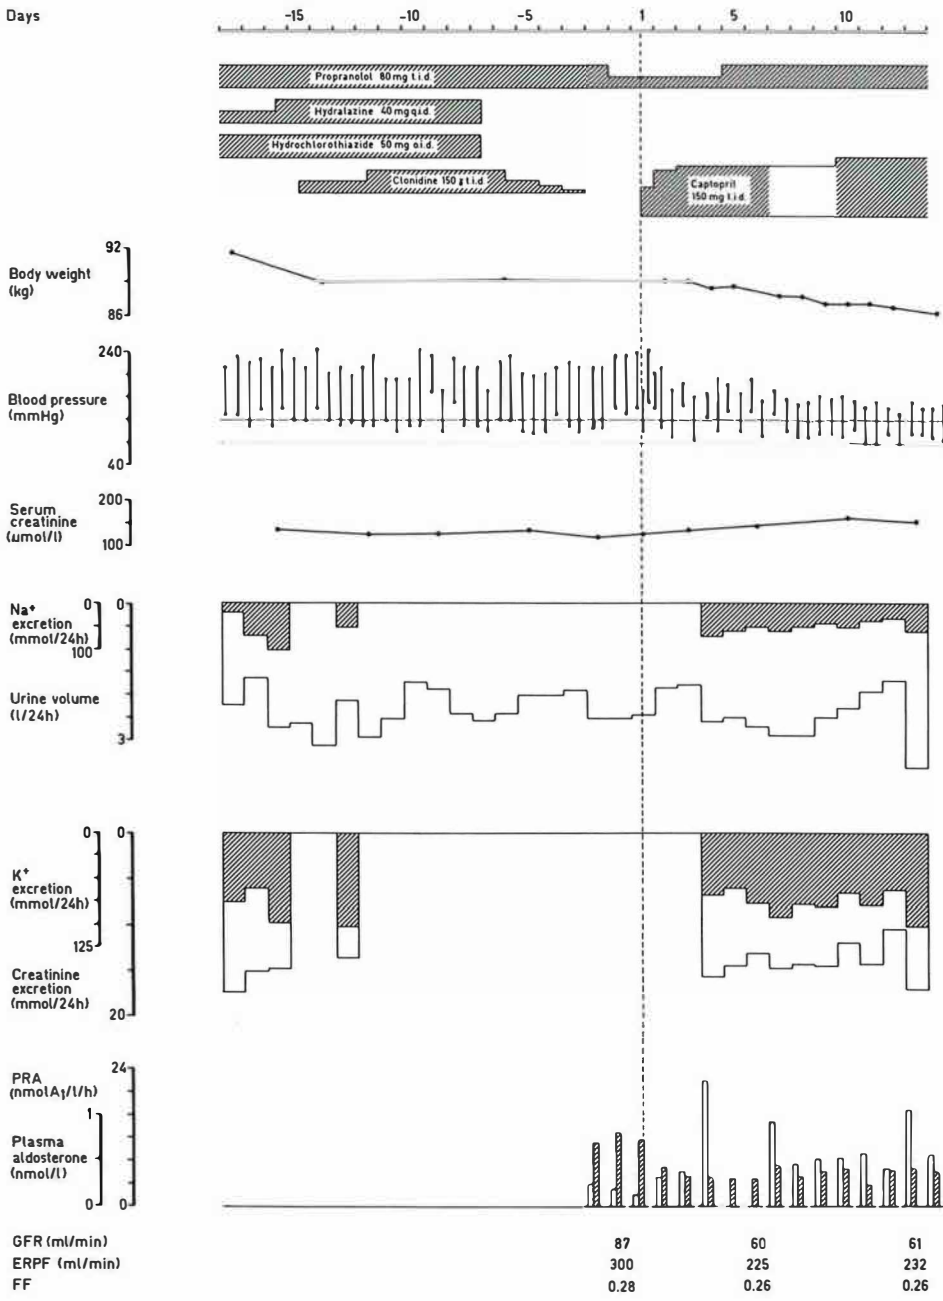 Days
-15 -10 -5 1 5 10
Propranolol 80mg t.i.d.
Hydralazine 40mg q.i.d.
Hydrochlorothiazide 50 mg o.i.d.
Clonidine 150 g t.i.d.
Captopril
150 mg t.i.d.
92
Body weight
(kg)
86
240
Blood pressure
(mmHg)
40
200
Serum
creatinine
(μmol/l)
100
0 0
Na+
excretion
(mmol/24h)
100
Urine volume
(l/24h)
3
0 0
K+
excretion
(mmol/24h)
125
Creatinine
excretion
(mmol/24h)
20
24
PRA
(nmolA1/l/h)
1
Plasma
aldosterone
(nmol/l)
0 0
GFR (ml/min) 87 60 61
ERPF (ml/min) 300 225 232
FF 0.28 0.26 0.26